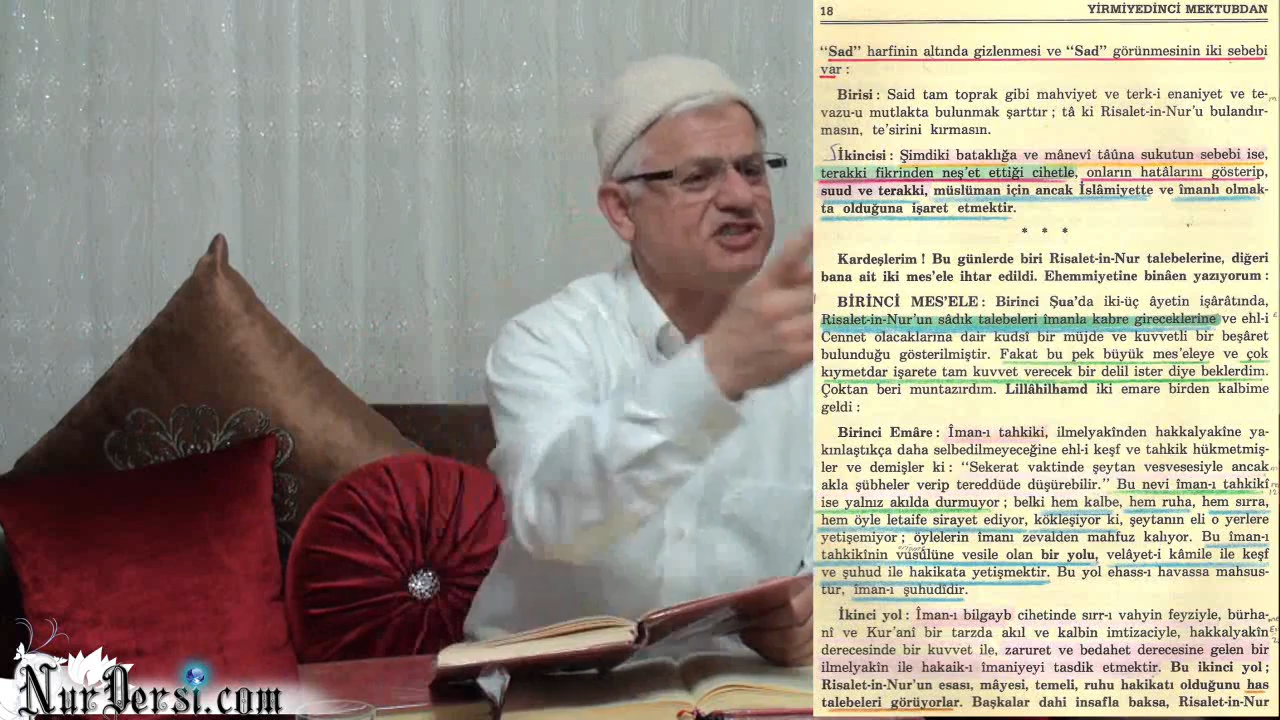 18 YİRMİYEDİNCİ MEKTUBDAN
"Sad" harfinin altında gizlenmesi ve "Sad" görünmesinin iki sebebi
var :
Birisi : Said tam toprak gibi mahviyet ve terk-i enaniyet ve te-
vazu-u mutlakta bulunmak şarttır ; tâ ki Risalet-in-Nur'u bulandır-
masın, te'sirini kırmasın.
İkincisi : Şimdiki bataklığa ve mânevî tâûna sukutun sebebi ise,
terakki fikrinden neş'et ettiği cihetle, onların hatâlarını gösterip,
suud ve terakki, müslüman için ancak İslâmiyette ve îmanlı olmak-
ta olduğuna işaret etmektir.
* * *
Kardeşlerim ! Bu günlerde biri Risalet-in-Nur talebelerine, diğeri
bana ait iki mes'ele ihtar edildi. Ehemmiyetine binâen yazıyorum :
BİRİNCİ MES'ELE : Birinci Şua'da iki-üç âyetin işârâtında,
Risalet-in-Nur'un sâdık talebeleri îmanla kabre gireceklerine ve ehl-i
Cennet olacaklarına dair kudsî bir müjde ve kuvvetli bir beşâret
bulunduğu gösterilmiştir. Fakat bu pek büyük mes'eleye ve çok
kıymetdar işarete tam kuvvet verecek bir delil ister diye beklerdim.
Çoktan beri muntazırdım. Lillâhilhamd iki emare birden kalbime
geldi :
Birinci Emâre : Îman-ı tahkiki, ilmelyakînden hakkalyakîne ya-
kınlaştıkça daha selbedilmeyeceğine ehl-i keşf ve tahkik hükmetmiş-
ler ve demişler ki : "Sekerat vaktinde şeytan vesvesesiyle ancak
akla şübheler verip tereddüde düşürebilir." Bu nevi îman-ı tahkikî
ise yalnız akılda durmuyor ; belki hem kalbe, hem ruha, hem sırra,
hem öyle letaife sirayet ediyor, kökleşiyor ki, şeytanın eli o yerlere
yetişemiyor ; öylelerin îmanı zevalden mahfuz kalıyor. Bu îman-ı
tahkikînin vusûlüne vesile olan bir yolu, velâyet-i kâmile ile keşf
ve şuhud ile hakikata yetişmektir. Bu yol ehass-ı havassa mahsus-
tur, îman-ı şuhudîdir.
İkinci yol : Îman-ı bilgayb cihetinde sırr-ı vahyin feyziyle, bürha-
nî ve Kur'anî bir tarzda akıl ve kalbin imtizaciyle, hakkalyakîn
derecesinde bir kuvvet ile, zaruret ve bedahet derecesine gelen bir
ilmelyakîn ile hakaik-ı îmaniyeyi tasdik etmektir. Bu ikinci yol ;
Risalet-in-Nur'un esası, mâyesi, temeli, ruhu hakikatı olduğunu has
talebeleri görüyorlar. Başkalar dahi insafla baksa, Risalet-in-Nur
NurDersi.com